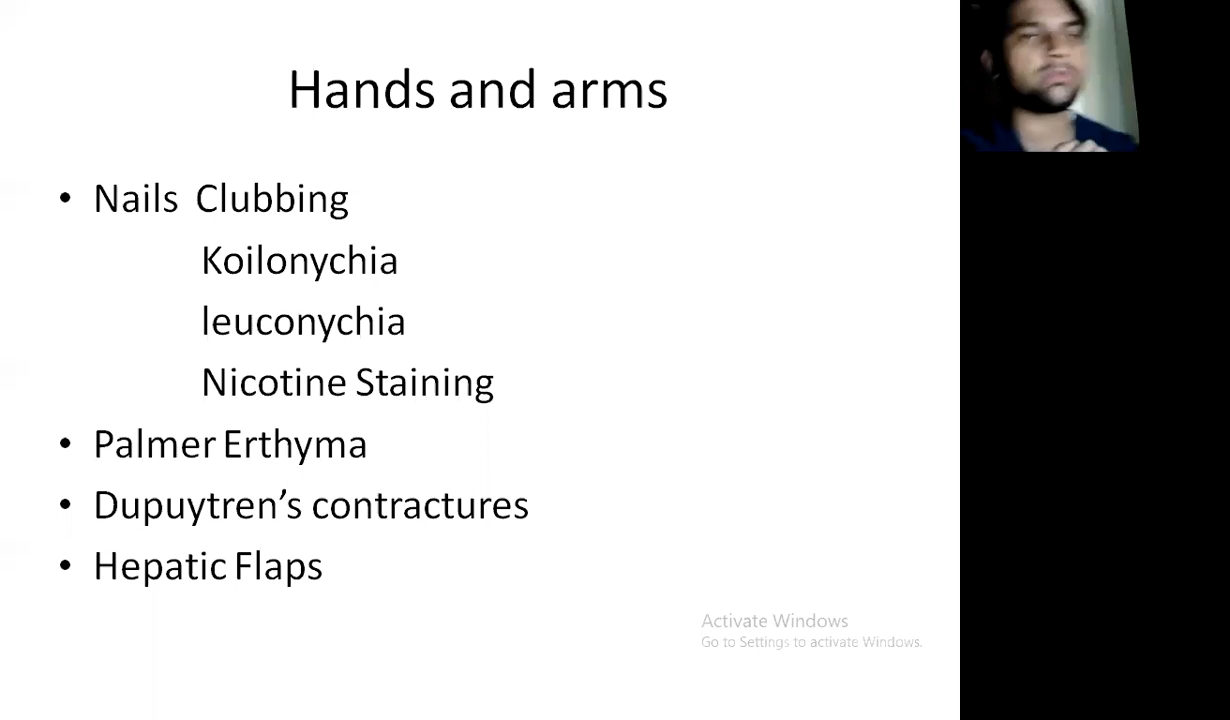 Hands and arms
• Nails Clubbing
Koilonychia
leuconychia
Nicotine Staining
• Palmer Erthyma
• Dupuytren’s contractures
• Hepatic Flaps
Activate Windows
Go to Settings to activate Windows.